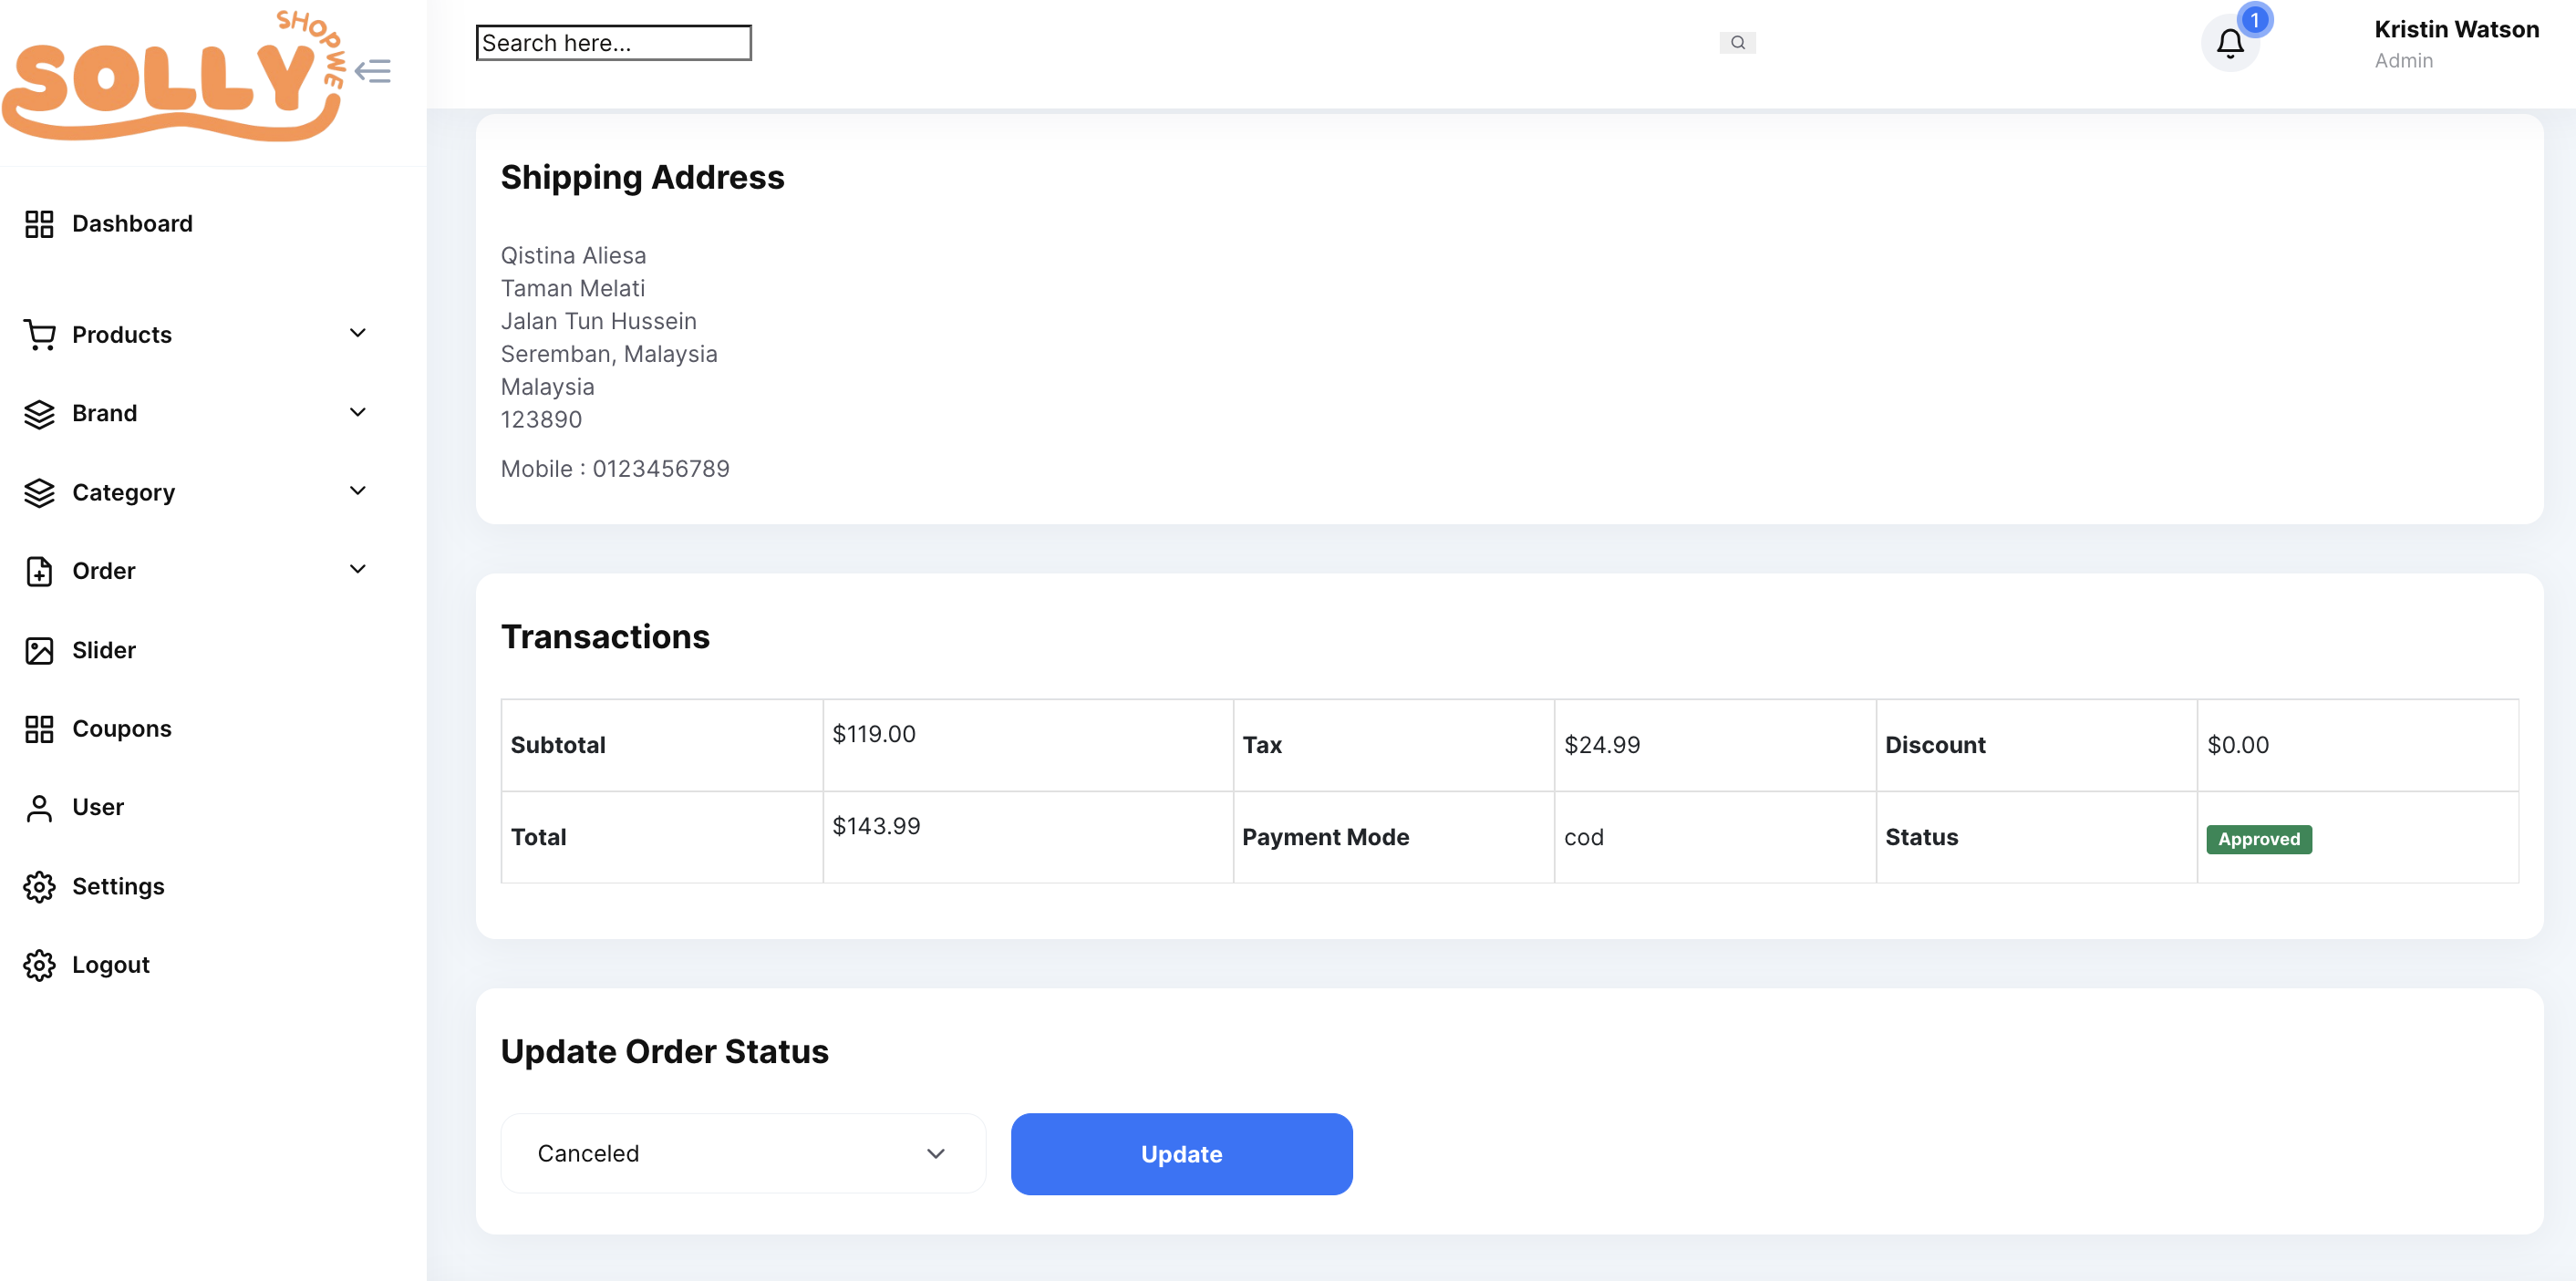 SOLLY
SHOPWE
Search here...
1
Kristin Watson
Admin
Dashboard
Products
Brand
Category
Order
Slider
Coupons
User
Settings
Logout
Shipping Address
Qistina Aliesa
Taman Melati
Jalan Tun Hussein
Seremban, Malaysia
Malaysia
123890
Mobile : 0123456789
Transactions
Subtotal $119.00 Tax $24.99 Discount $0.00
Total $143.99 Payment Mode cod Status Approved
Update Order Status
Canceled Update